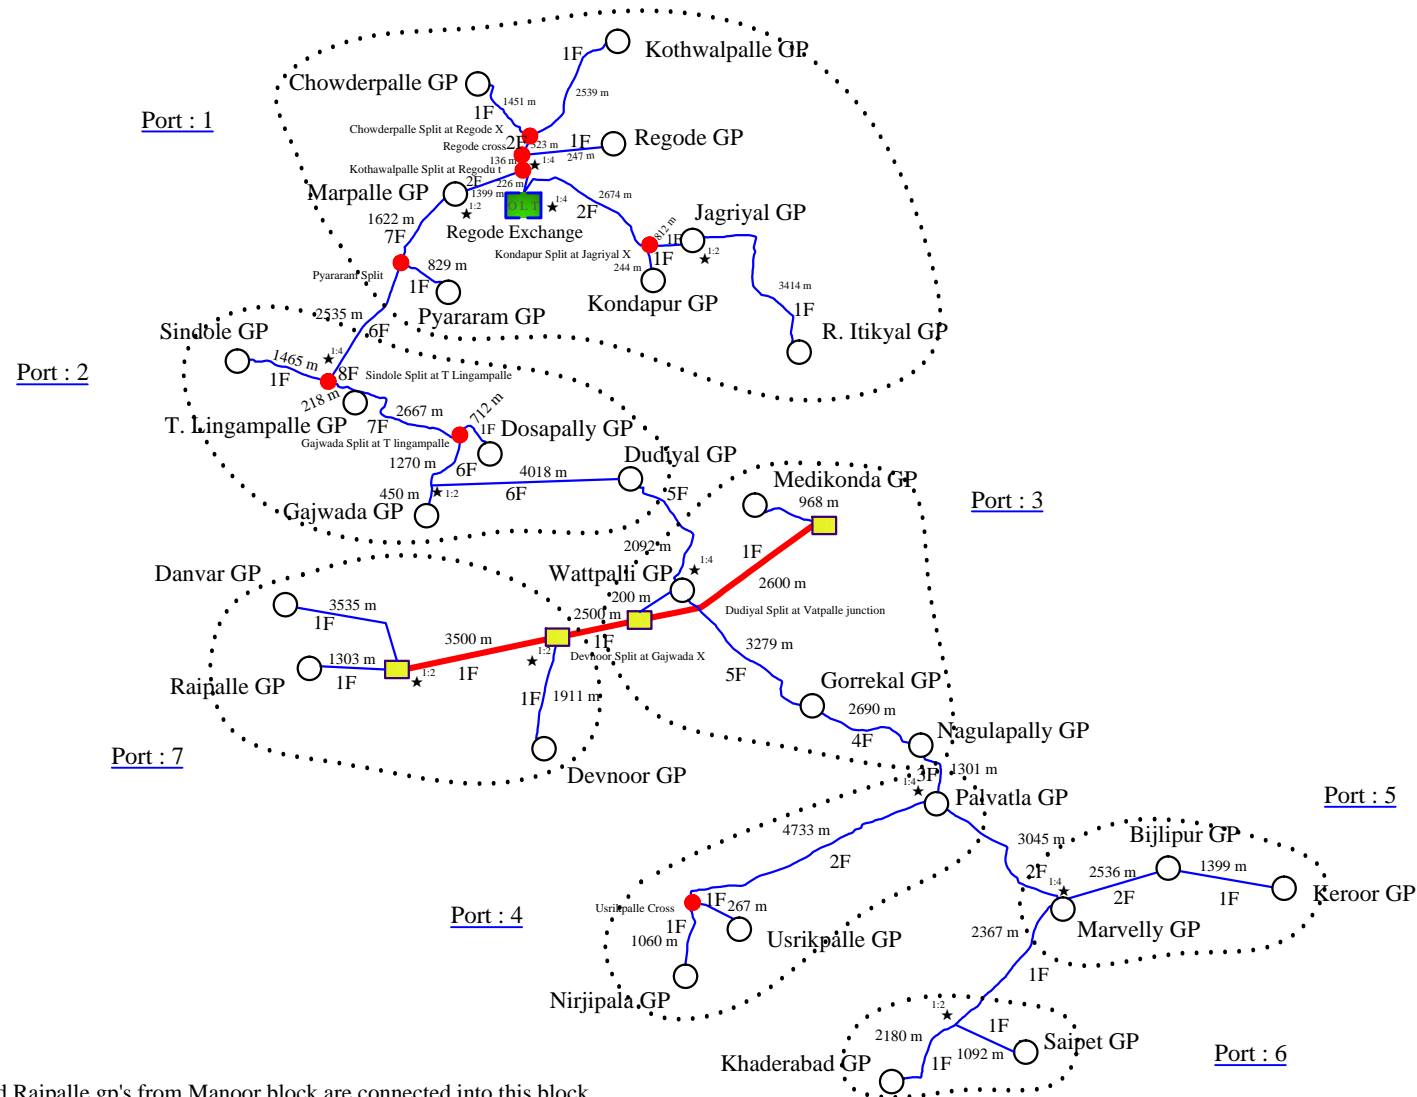 1F
Kothwalpalle GP
Chowderpalle GP
1451 m
2539 m
1F
Port : 1
Chowderpalle Split at Regode X
2F
523 m
1F
Regode GP
Regode cross
136 m
1:4
247 m
Kothawalpalle Split at Regodu t
Marpalle GP
2F
226 m
1399 m
1:2
OLT
1:4
2674 m
2F
Jagriyal GP
1622 m
7F
Regode Exchange
812 m
1F
Kondapur Split at Jagriyal X
1F
1:2
Pyararam Split
829 m
1F
244 m
3414 m
1F
Kondapur GP
Pyararam GP
2535 m
6F
R. Itikyal GP
Sindole GP
1:4
1465 m
1F
8F
Sindole Split at T Lingampalle
Port : 2
218 m
T. Lingampalle GP
2667 m
7F
712 m
1F
Dosapally GP
Gajwada Split at T lingampalle
1270 m
6F
4018 m
Dudiyal GP
450 m
1:2
6F
5F
Medikonda GP
968 m
Port : 3
Gajwada GP
2092 m
1:4
1F
Danvar GP
Wattpalli GP
2600 m
3535 m
1F
200 m
2500 m
Dudiyal Split at Vatpalle junction
3500 m
1F
1F
Devnoor Split at Gajwada X
3279 m
1303 m
1F
1:2
1:2
5F
Raipalle GP
1F
1911 m
Gorrekal GP
2690 m
4F
Nagulapally GP
Port : 7
Devnoor GP
3F
1301 m
1:4
Palvatla GP
Port : 5
4733 m
2F
3045 m
Bijlipur GP
2F
1:4
2536 m
2F
1399 m
1F
Keroor GP
Port : 4
Usrikpalle Cross
1F
267 m
1F
1060 m
Usrikpalle GP
Marvelly GP
2367 m
1F
Nirjipala GP
1:2
2180 m
1F
1F
1092 m
Saipet GP
Khaderabad GP
Port : 6
Raipalle gp's from Manoor block are connected into this block